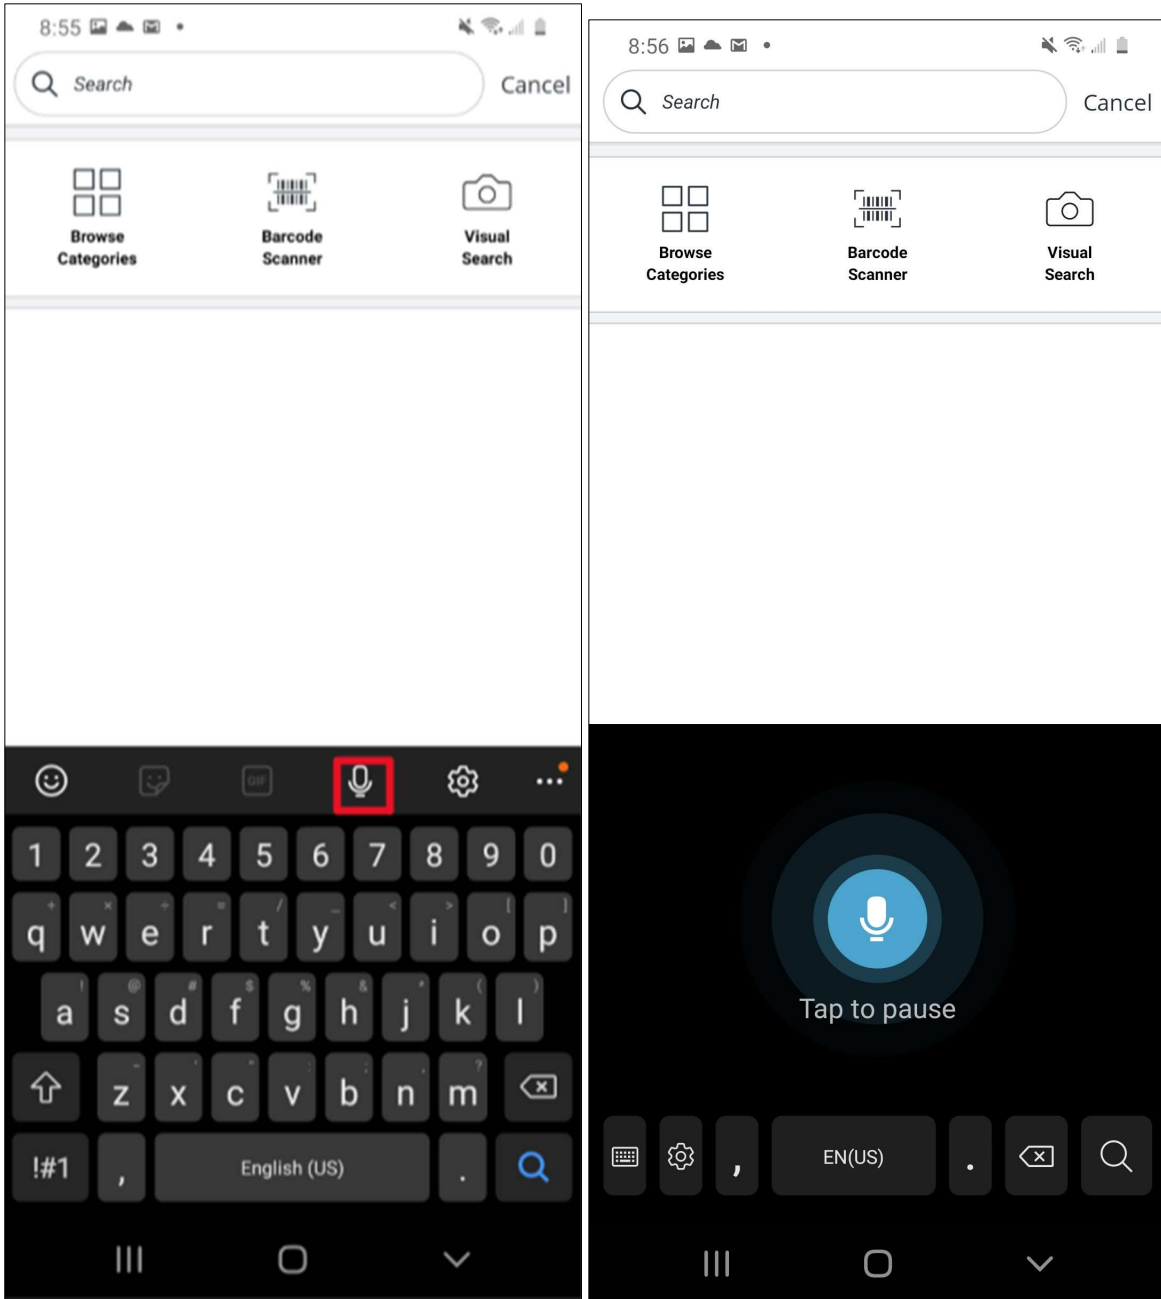 8:55
Search
Cancel
Browse
Categories
Barcode
Scanner
Visual
Search
GIF
1 2 3 4 5 6 7 8 9 0
q w e r t y u i o p
a s d f g h j k l
z x c v b n m
!#1 , English (US) .
8:56
Search
Cancel
Browse
Categories
Barcode
Scanner
Visual
Search
Tap to pause
, EN(US) .